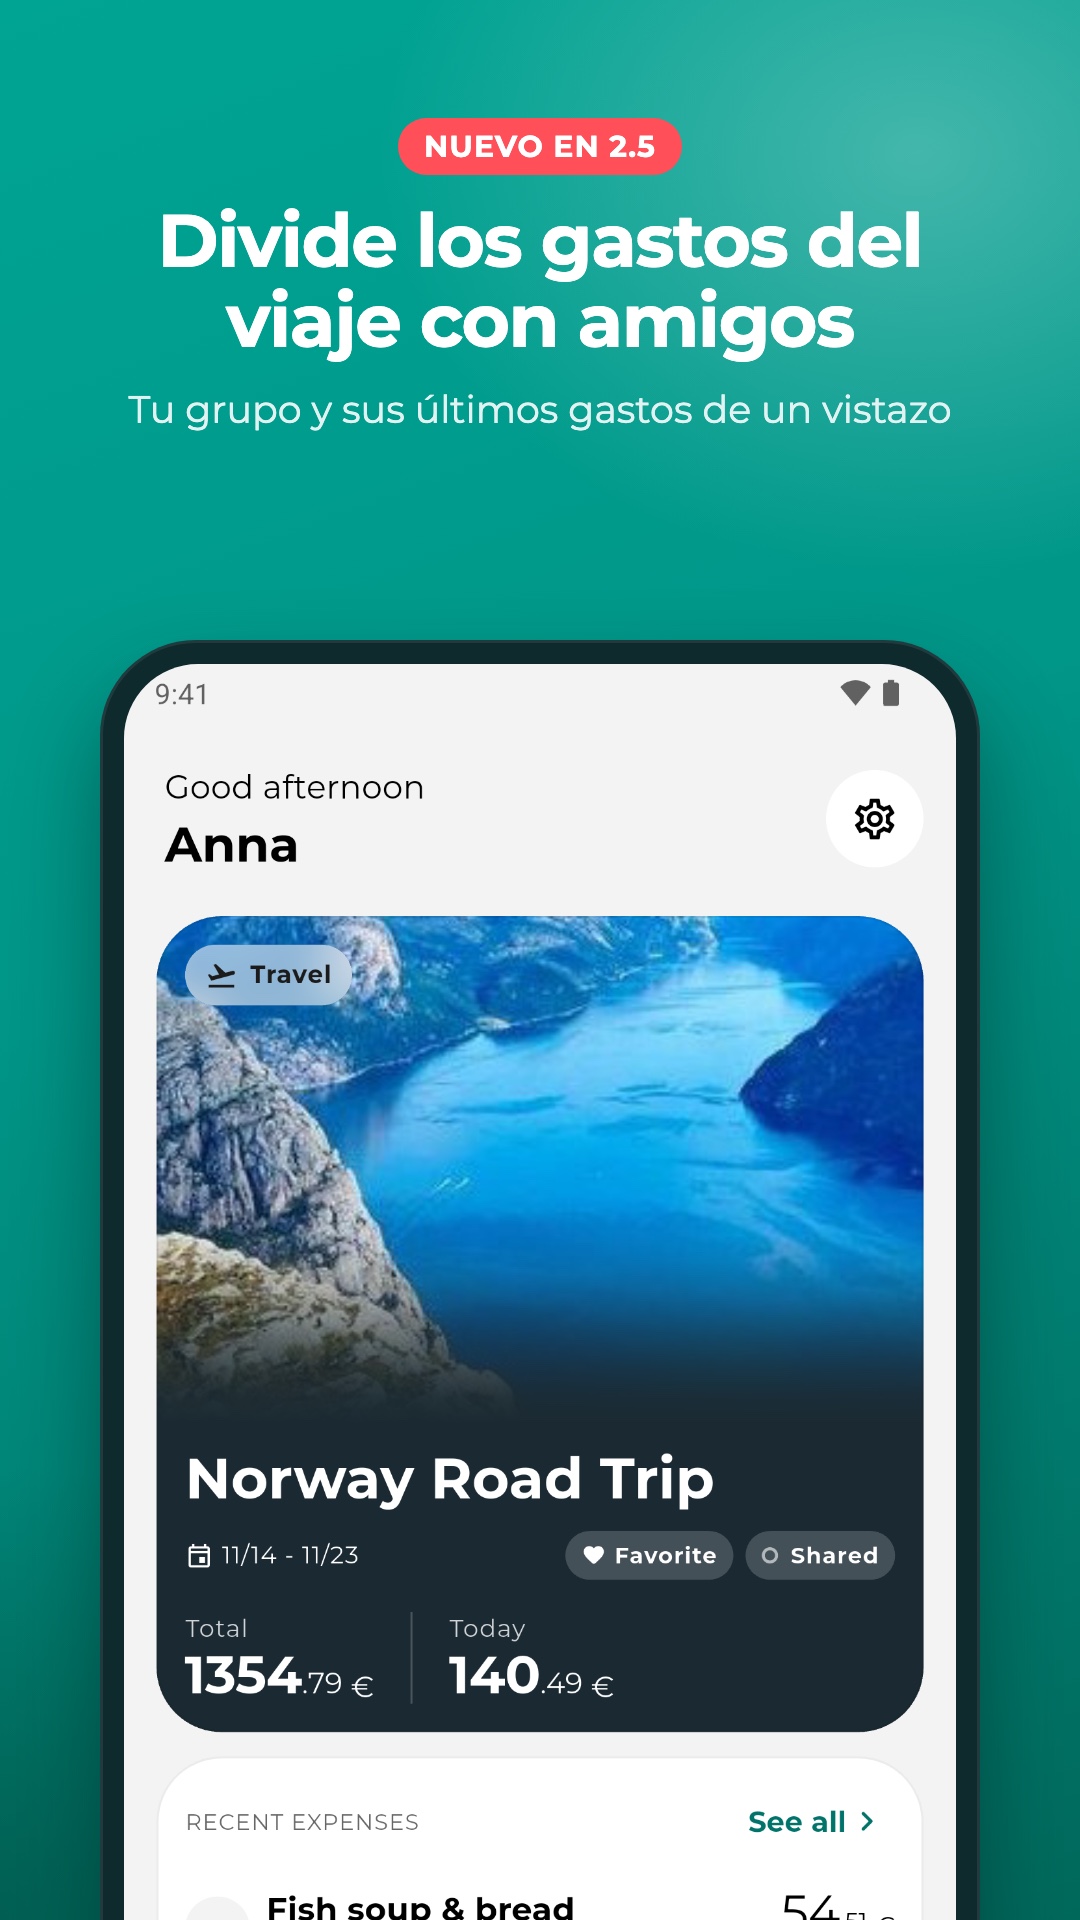 NUEVO EN 2.5
Divide los gastos del
viaje con amigos
Tu grupo y sus últimos gastos de un vistazo
9:41
Good afternoon
Anna
Travel
Norway Road Trip
11/14 - 11/23
Favorite
Shared
Total
Today
1354.79 €
140.49 €
RECENT EXPENSES
See all
Fish soup & bread
54.51 €